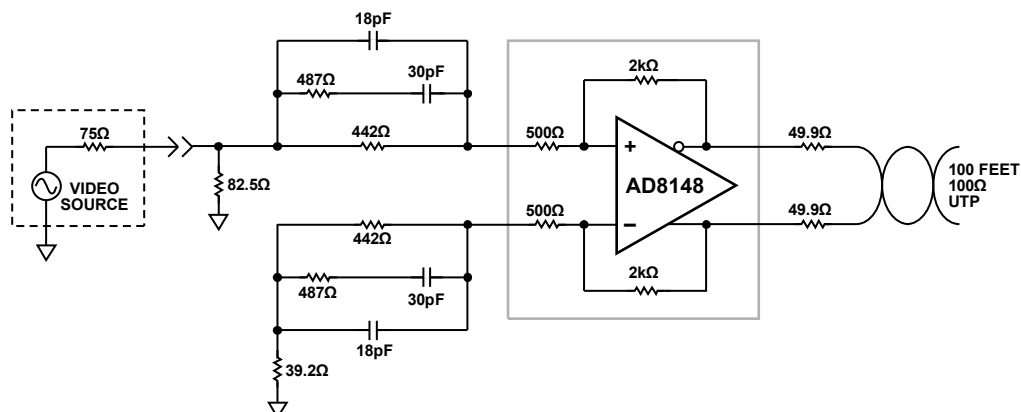 18pF
487Ω
30pF
442Ω
75Ω
VIDEO
SOURCE
82.5Ω
2kΩ
500Ω
+
AD8148
49.9Ω
100 FEET
100Ω
UTP
500Ω
–
49.9Ω
442Ω
487Ω
30pF
2kΩ
18pF
39.2Ω